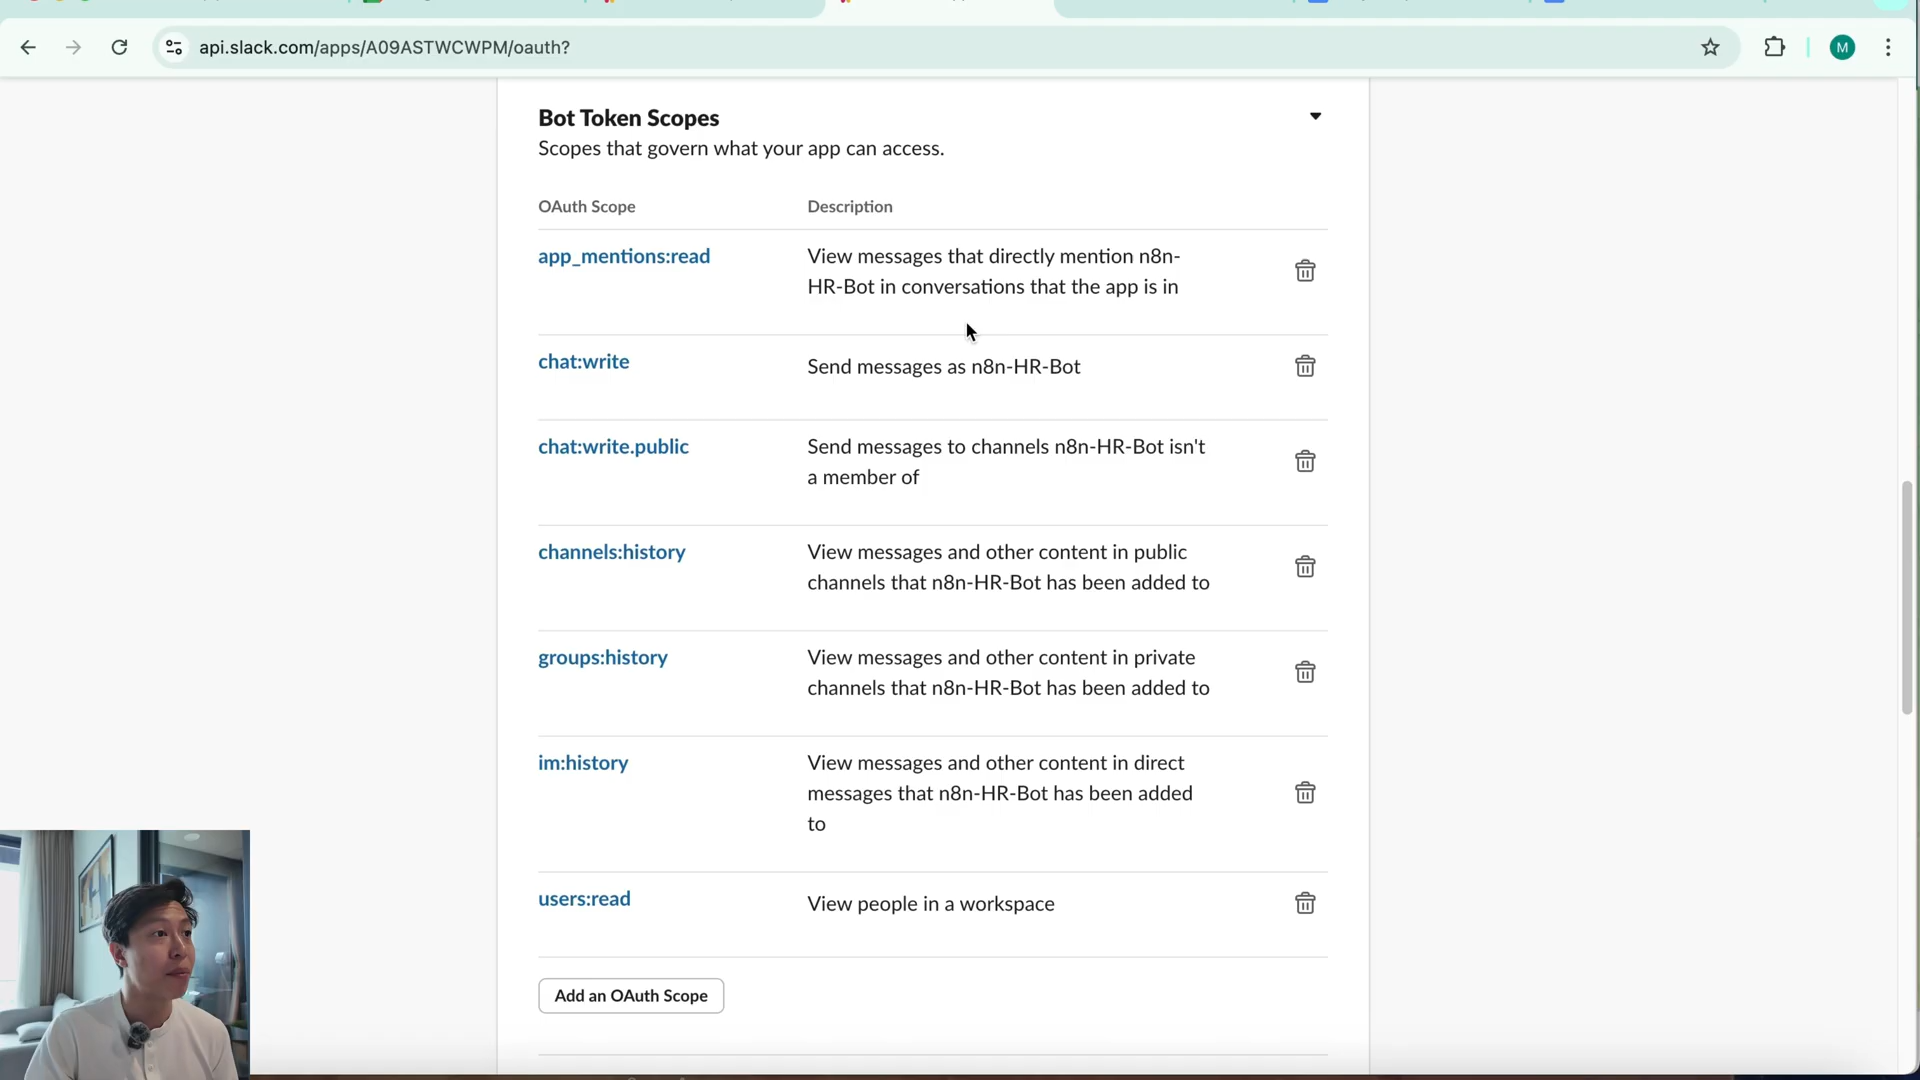 api.slack.com/apps/A09ASTWCWPM/oauth?
M
Bot Token Scopes
Scopes that govern what your app can access.
OAuth Scope
Description
app_mentions:read
View messages that directly mention n8n-
HR-Bot in conversations that the app is in
chat:write
Send messages as n8n-HR-Bot
chat:write.public
Send messages to channels n8n-HR-Bot isn't
a member of
channels:history
View messages and other content in public
channels that n8n-HR-Bot has been added to
groups:history
View messages and other content in private
channels that n8n-HR-Bot has been added to
im:history
View messages and other content in direct
messages that n8n-HR-Bot has been added
to
users:read
View people in a workspace
Add an OAuth Scope